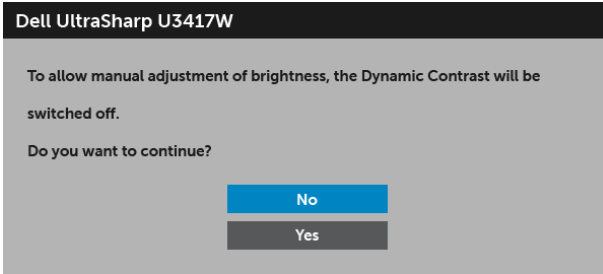 Dell UltraSharp U3417W
To allow manual adjustment of brightness, the Dynamic Contrast will be
switched off.
Do you want to continue?
No
Yes